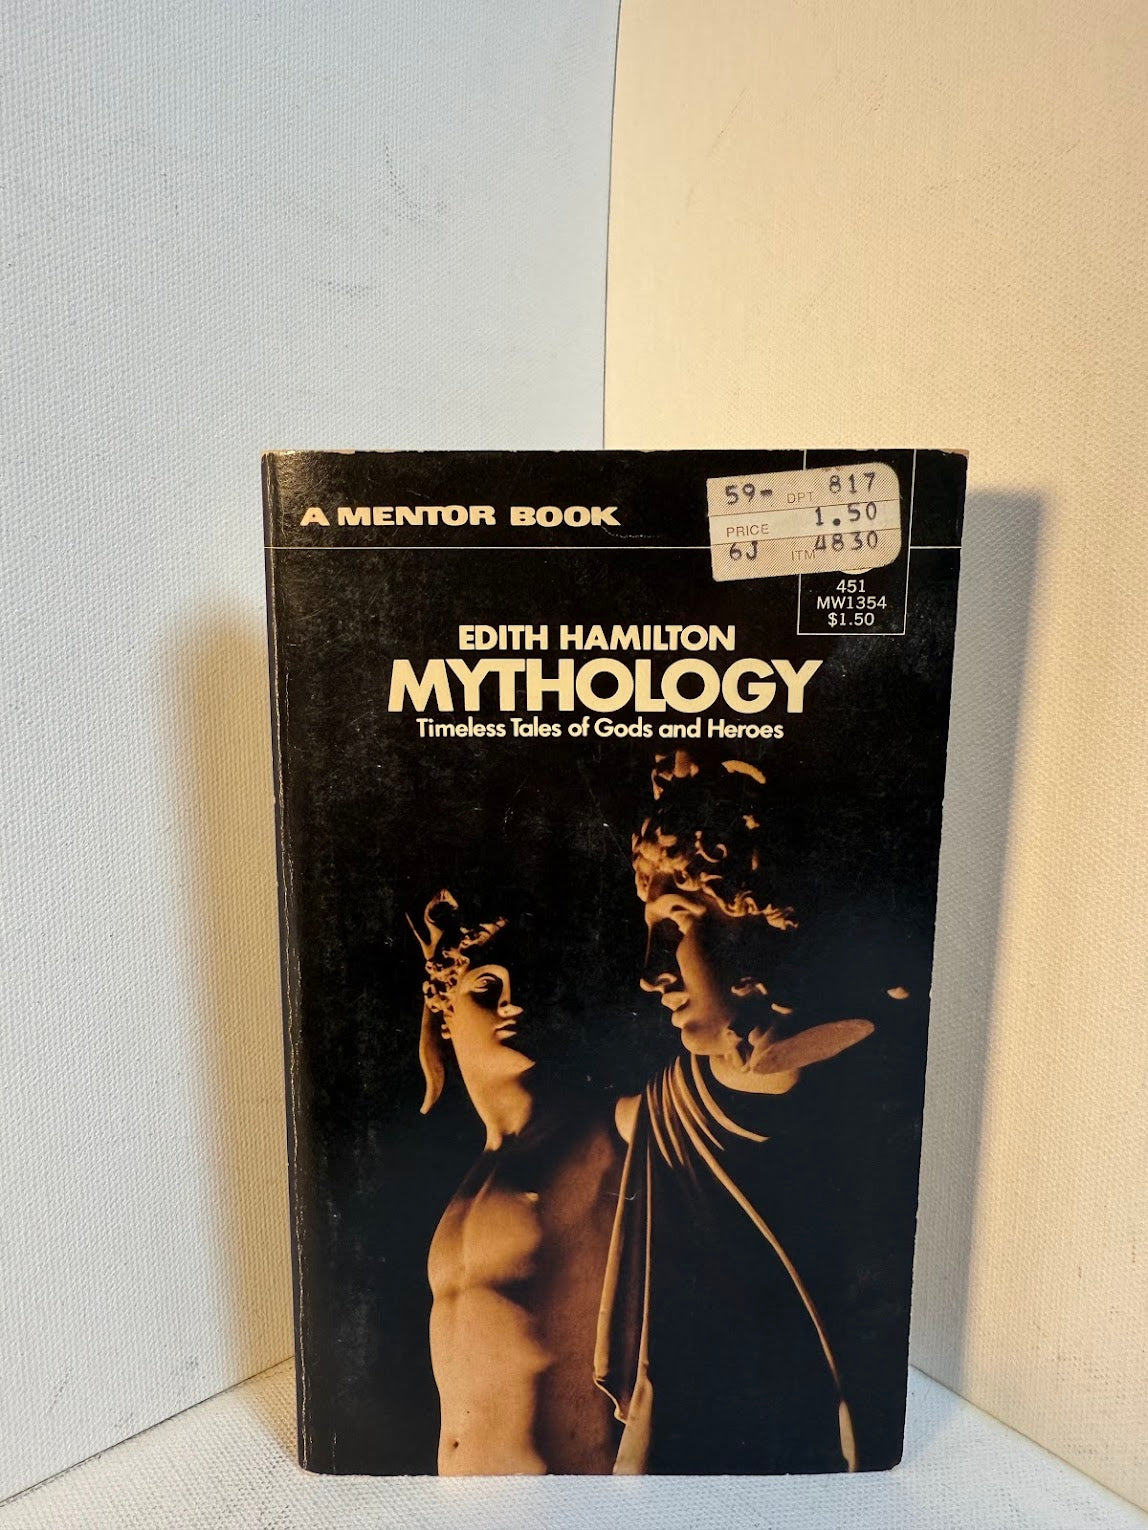 A MENTOR BOOK
59- DPT 817
PRICE 1.50
6J ITM 4830
451
MW1354
$1.50
EDITH HAMILTON
MYTHOLOGY
Timeless Tales of Gods and Heroes